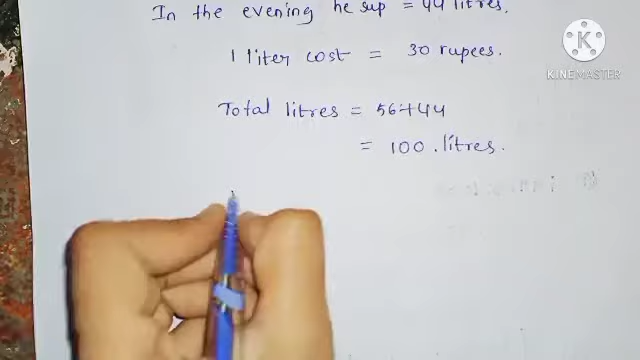 In the evening he sup = 44 litres.
KINEMASTER
1 liter cost = 30 rupees.
Total litres = 56+44
= 100 . litres.